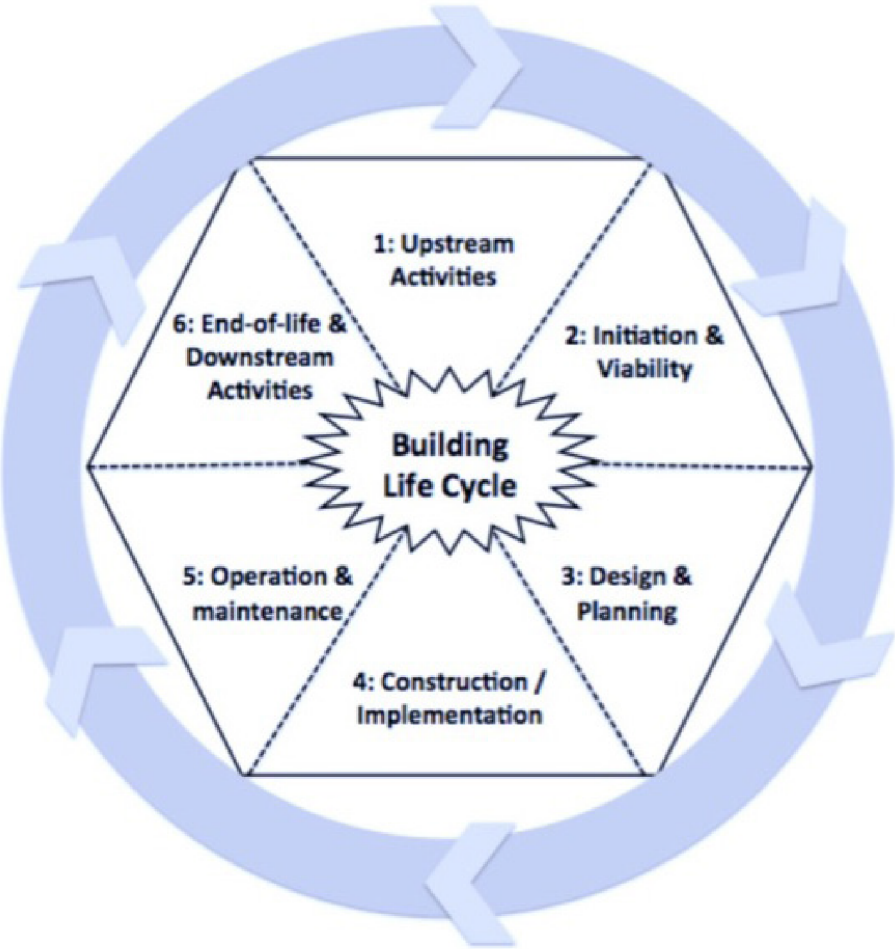 1: Upstream
Activities
2: Initiation &
Viability
3: Design &
Planning
4: Construction /
Implementation
5: Operation &
maintenance
6: End-of-life &
Downstream
Activities
Building
Life Cycle